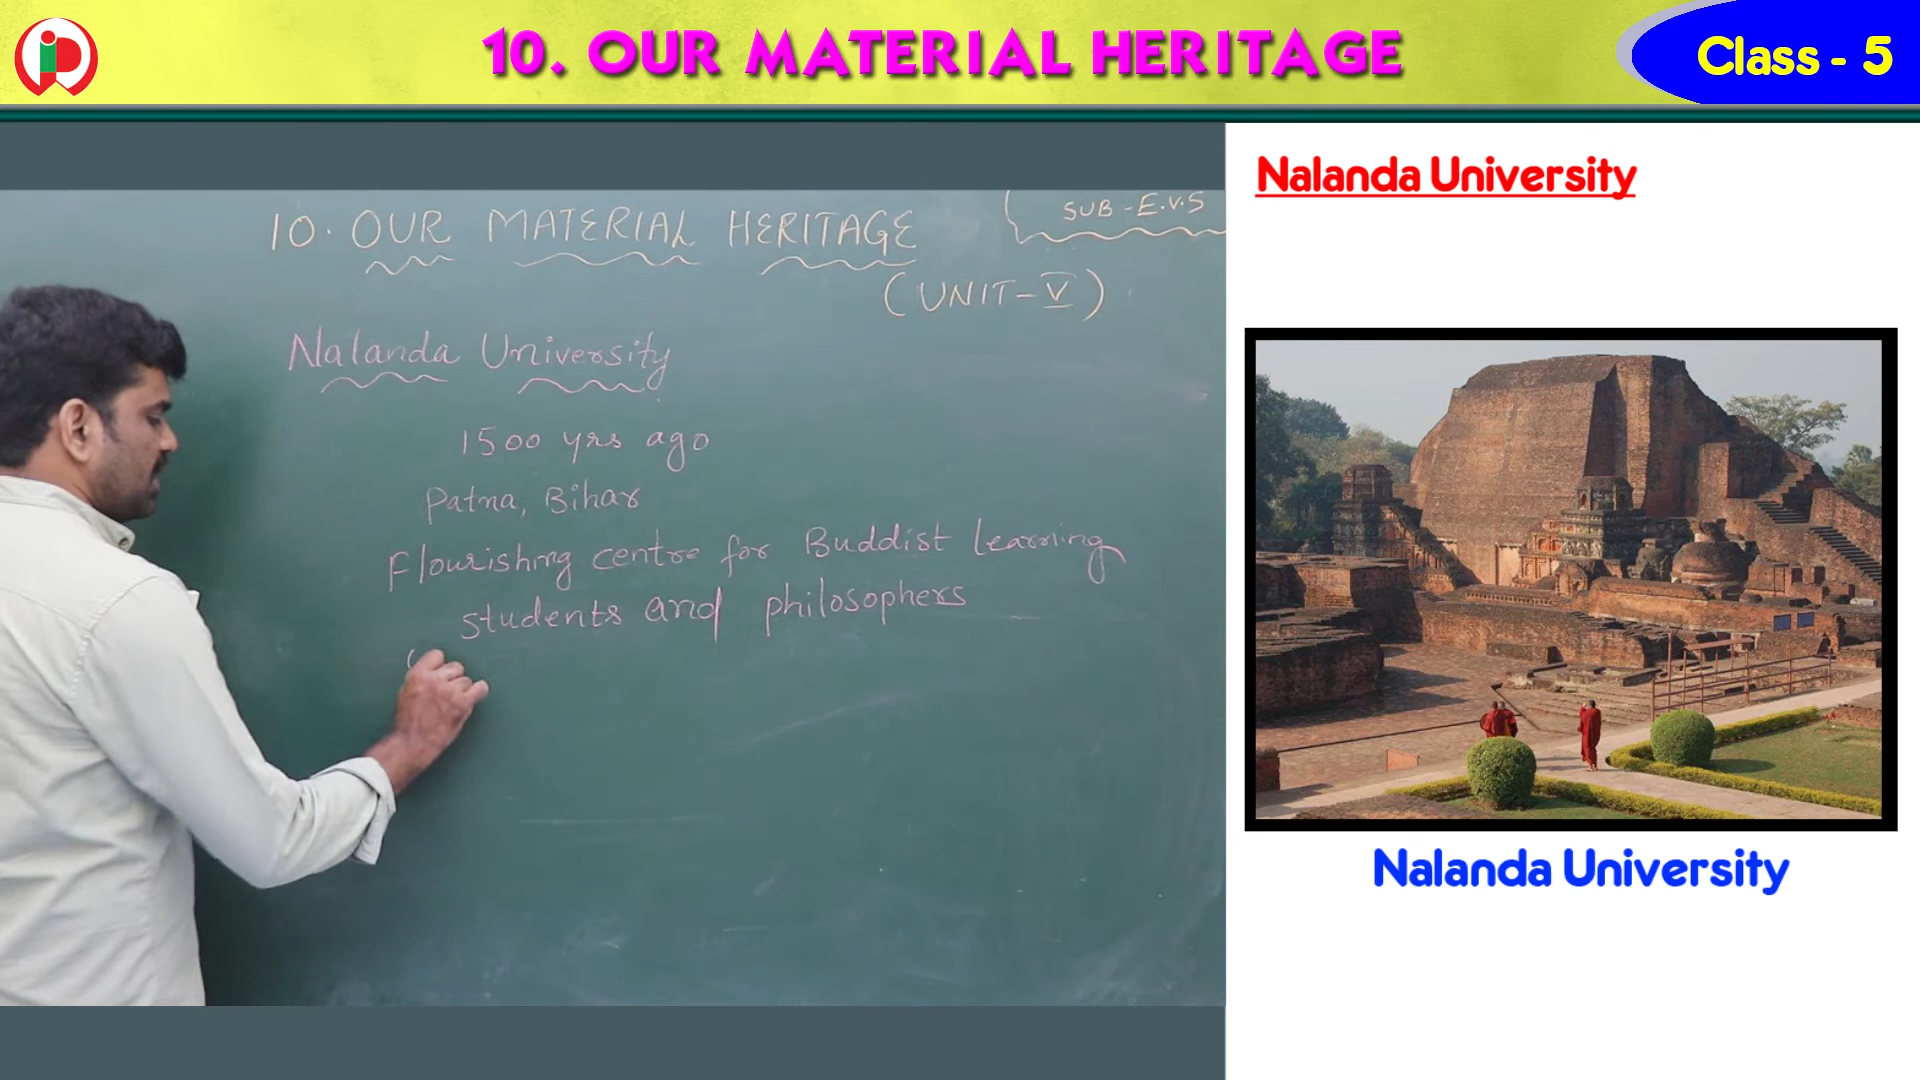 10. OUR MATERIAL HERITAGE
Class - 5
10. OUR MATERIAL HERITAGE
SUB - E.V.S
(UNIT-V)
Nalanda University
1500 yrs ago
Patna, Bihar
Flourishing centre for Buddist Learning
students and philosophers
Nalanda University
Nalanda University